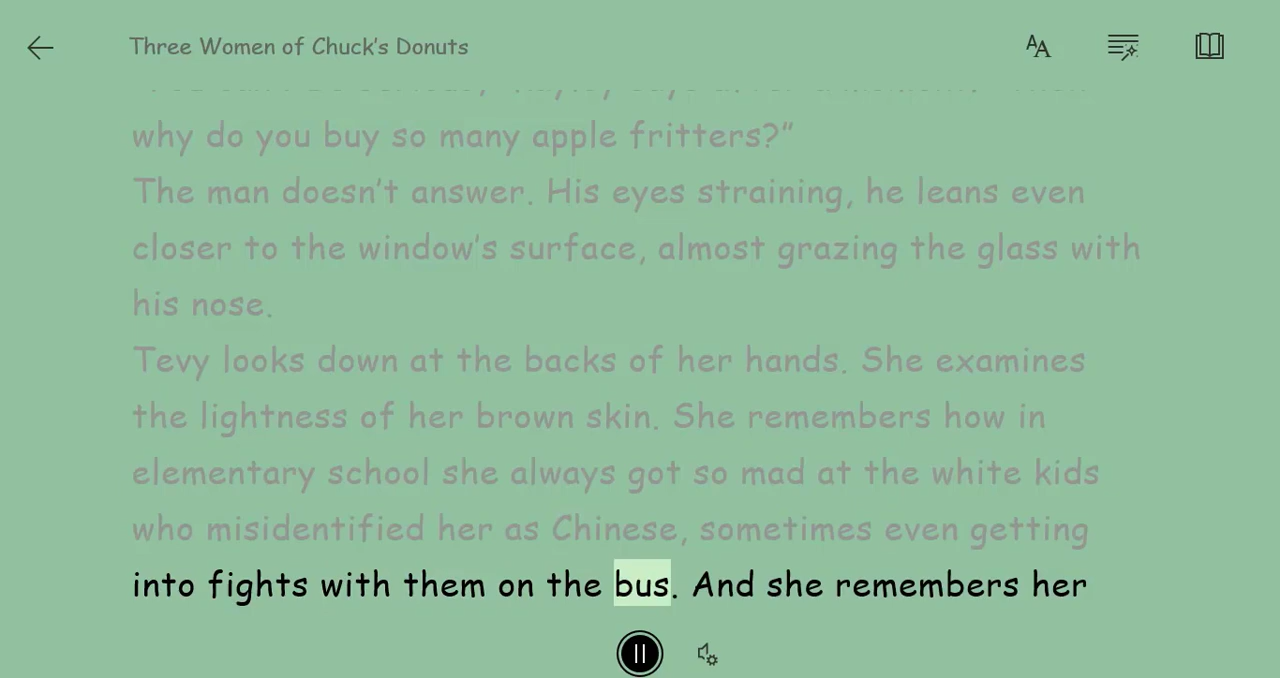 Three Women of Chuck's Donuts
why do you buy so many apple fritters?”
The man doesn’t answer. His eyes straining, he leans even
closer to the window’s surface, almost grazing the glass with
his nose.
Tevy looks down at the backs of her hands. She examines
the lightness of her brown skin. She remembers how in
elementary school she always got so mad at the white kids
who misidentified her as Chinese, sometimes even getting
into fights with them on the bus. And she remembers her